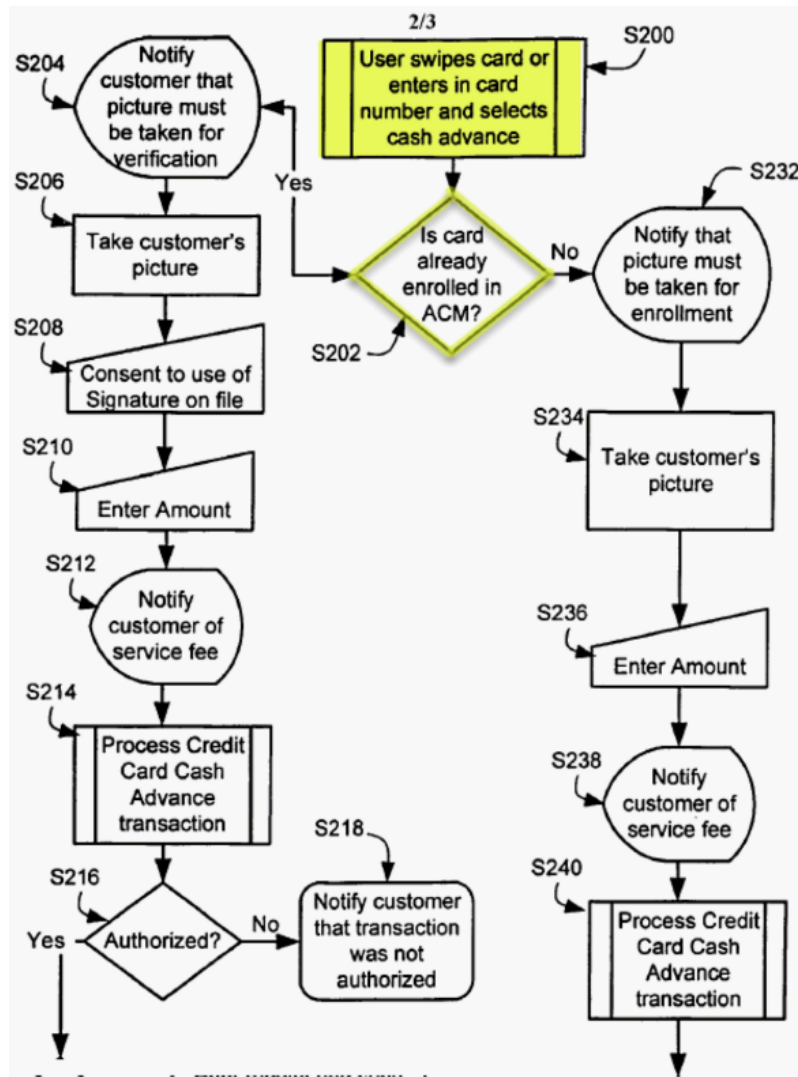 2/3
S200
User swipes card or
enters in card
number and selects
cash advance
S204
Notify
customer that
picture must
be taken for
verification
Yes
S202
Is card
already
enrolled in
ACM?
No
S206
Take customer's
picture
S208
Consent to use of
Signature on file
S210
Enter Amount
S212
Notify
customer of
service fee
S214
Process Credit
Card Cash
Advance
transaction
S216
Authorized?
Yes
No
S218
Notify customer
that transaction
was not
authorized
S232
Notify that
picture must
be taken for
enrollment
S234
Take customer's
picture
S236
Enter Amount
S238
Notify
customer of
service fee
S240
Process Credit
Card Cash
Advance
transaction